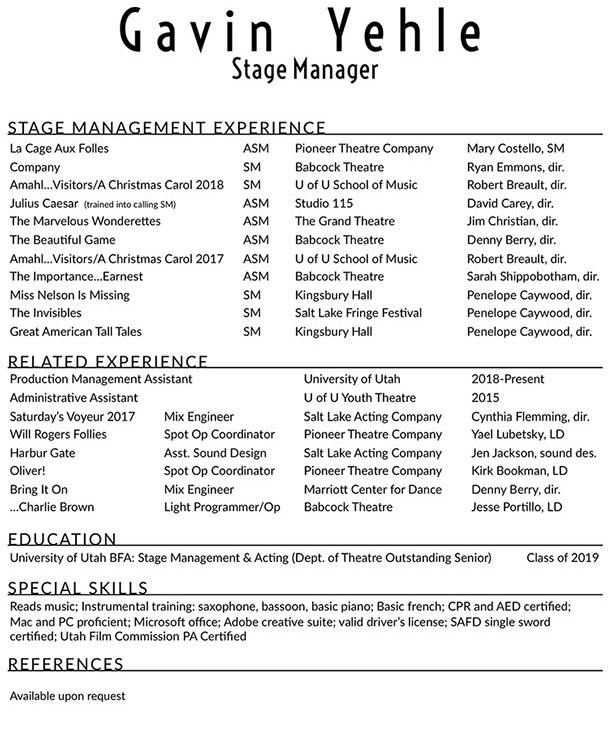 Gavin Yehle
Stage Manager
STAGE MANAGEMENT EXPERIENCE
La Cage Aux Folles ASM Pioneer Theatre Company Mary Costello, SM
Company SM Babcock Theatre Ryan Emmons, dir.
Amahl...Visitors/A Christmas Carol 2018 SM U of U School of Music Robert Breault, dir.
Julius Caesar (trained into calling SM) ASM Studio 115 David Carey, dir.
The Marvelous Wonderettes ASM The Grand Theatre Jim Christian, dir.
The Beautiful Game ASM Babcock Theatre Denny Berry, dir.
Amahl...Visitors/A Christmas Carol 2017 ASM U of U School of Music Robert Breault, dir.
The Importance...Earnest ASM Babcock Theatre Sarah Shippobotham, dir.
Miss Nelson Is Missing SM Kingsbury Hall Penelope Caywood, dir.
The Invisibles SM Salt Lake Fringe Festival Penelope Caywood, dir.
Great American Tall Tales SM Kingsbury Hall Penelope Caywood, dir.
RELATED EXPERIENCE
Production Management Assistant University of Utah 2018-Present
Administrative Assistant U of U Youth Theatre 2015
Saturday's Voyeur 2017 Mix Engineer Salt Lake Acting Company Cynthia Flemming, dir.
Will Rogers Follies Spot Op Coordinator Pioneer Theatre Company Yael Lubetsky, LD
Harbur Gate Asst. Sound Design Salt Lake Acting Company Jen Jackson, sound des.
Oliver! Spot Op Coordinator Pioneer Theatre Company Kirk Bookman, LD
Bring It On Mix Engineer Marriott Center for Dance Denny Berry, dir.
...Charlie Brown Light Programmer/Op Babcock Theatre Jesse Portillo, LD
EDUCATION
University of Utah BFA: Stage Management & Acting (Dept. of Theatre Outstanding Senior) Class of 2019
SPECIAL SKILLS
Reads music; Instrumental training: saxophone, bassoon, basic piano; Basic french; CPR and AED certified;
Mac and PC proficient; Microsoft office; Adobe creative suite; valid driver's license; SAFD single sword
certified; Utah Film Commission PA Certified
REFERENCES
Available upon request